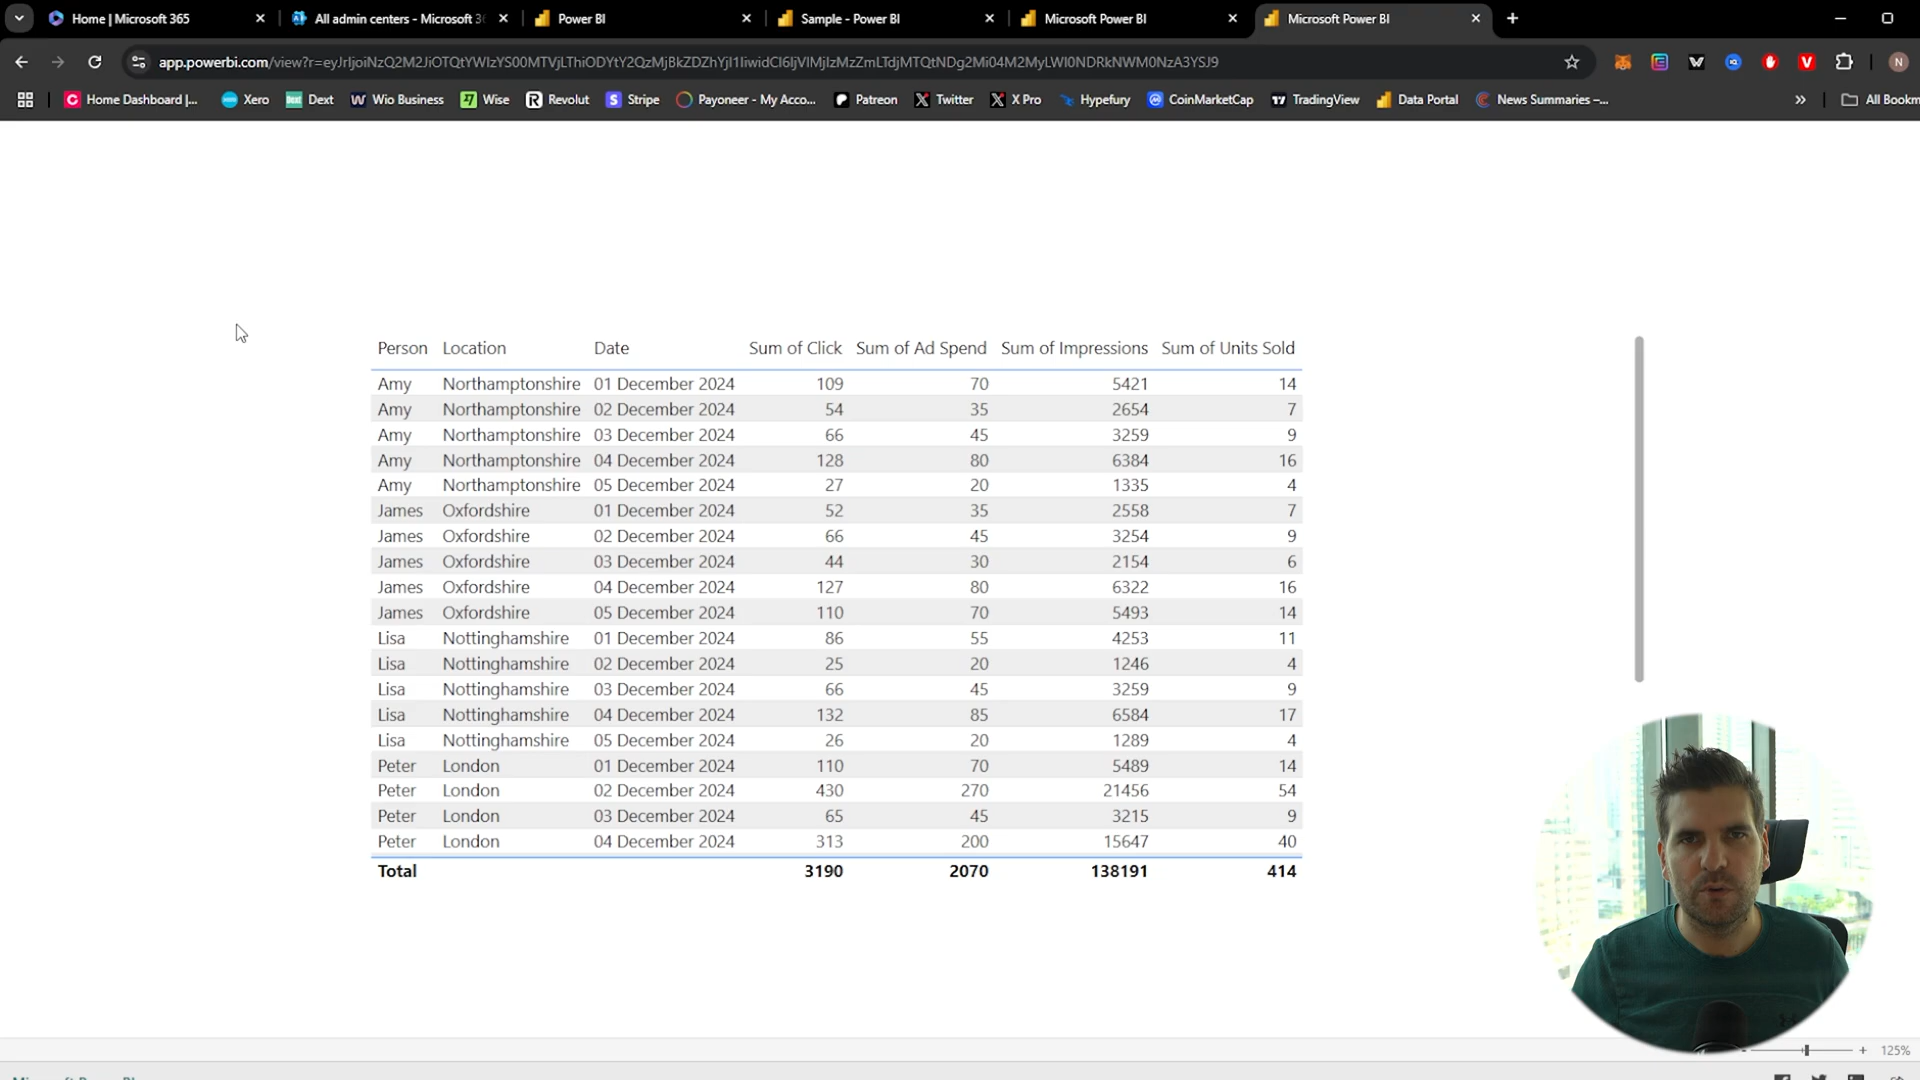 Home | Microsoft 365
All admin centers - Microsoft 36
Power BI
Sample - Power BI
Microsoft Power BI
Microsoft Power BI
Home Dashboard |...
Xero
Dext
Wio Business
Wise
Revolut
Stripe
Payoneer - My Acco...
Patreon
Twitter
X Pro
Hypefury
CoinMarketCap
TradingView
Data Portal
News Summaries –...
All Bookm
Person Location Date Sum of Click Sum of Ad Spend Sum of Impressions Sum of Units Sold
Amy Northamptonshire 01 December 2024 109 70 5421 14
Amy Northamptonshire 02 December 2024 54 35 2654 7
Amy Northamptonshire 03 December 2024 66 45 3259 9
Amy Northamptonshire 04 December 2024 128 80 6384 16
Amy Northamptonshire 05 December 2024 27 20 1335 4
James Oxfordshire 01 December 2024 52 35 2558 7
James Oxfordshire 02 December 2024 66 45 3254 9
James Oxfordshire 03 December 2024 44 30 2154 6
James Oxfordshire 04 December 2024 127 80 6322 16
James Oxfordshire 05 December 2024 110 70 5493 14
Lisa Nottinghamshire 01 December 2024 86 55 4253 11
Lisa Nottinghamshire 02 December 2024 25 20 1246 4
Lisa Nottinghamshire 03 December 2024 66 45 3259 9
Lisa Nottinghamshire 04 December 2024 132 85 6584 17
Lisa Nottinghamshire 05 December 2024 26 20 1289 4
Peter London 01 December 2024 110 70 5489 14
Peter London 02 December 2024 430 270 21456 54
Peter London 03 December 2024 65 45 3215 9
Peter London 04 December 2024 313 200 15647 40
Total 3190 2070 138191 414
125%
Microsoft Power BI